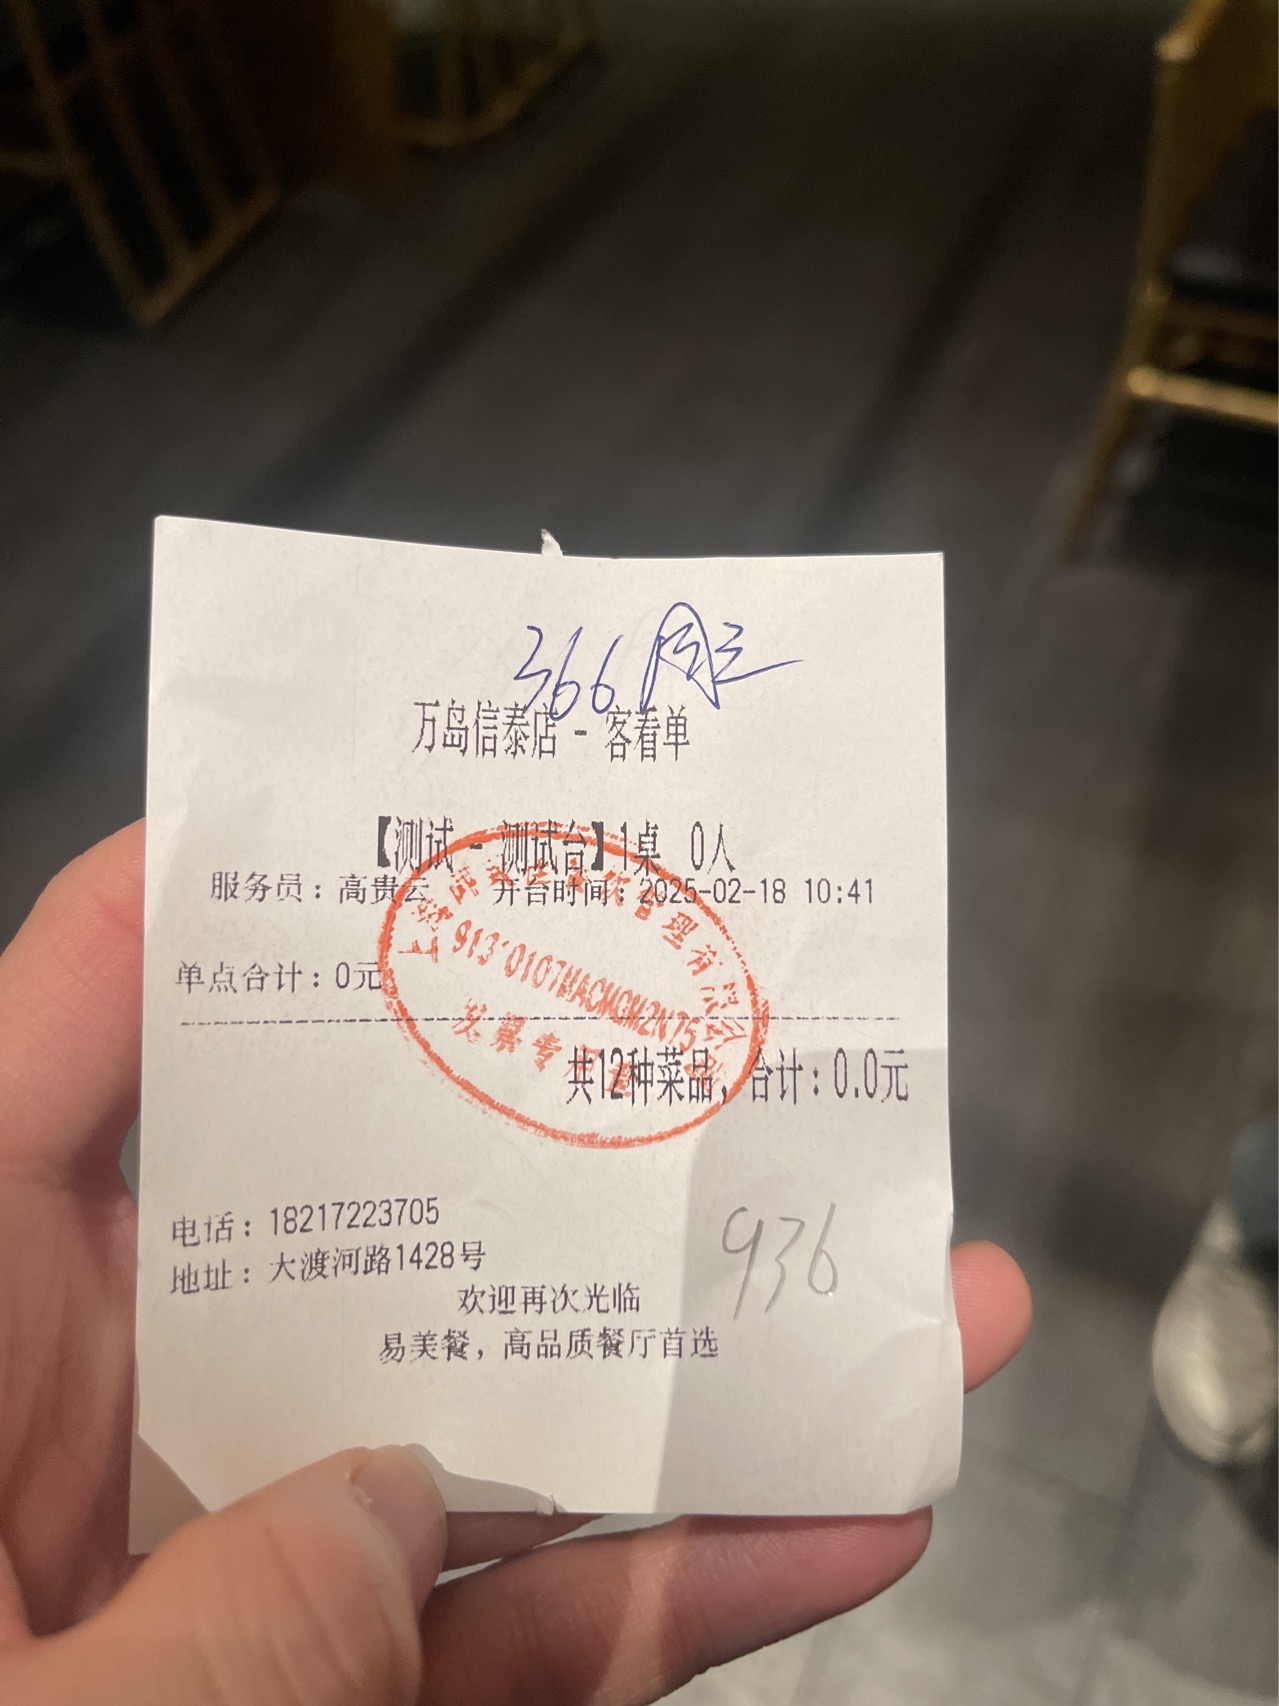 366
万岛信泰店 - 客看单
【测试 - 测试台】1桌 0人
服务员：高贵云 开台时间：2025-02-18 10:41
单点合计：0元
共12种菜品，合计：0.0元
电话：18217223705
地址：大渡河路1428号
936
欢迎再次光临
易美餐，高品质餐厅首选